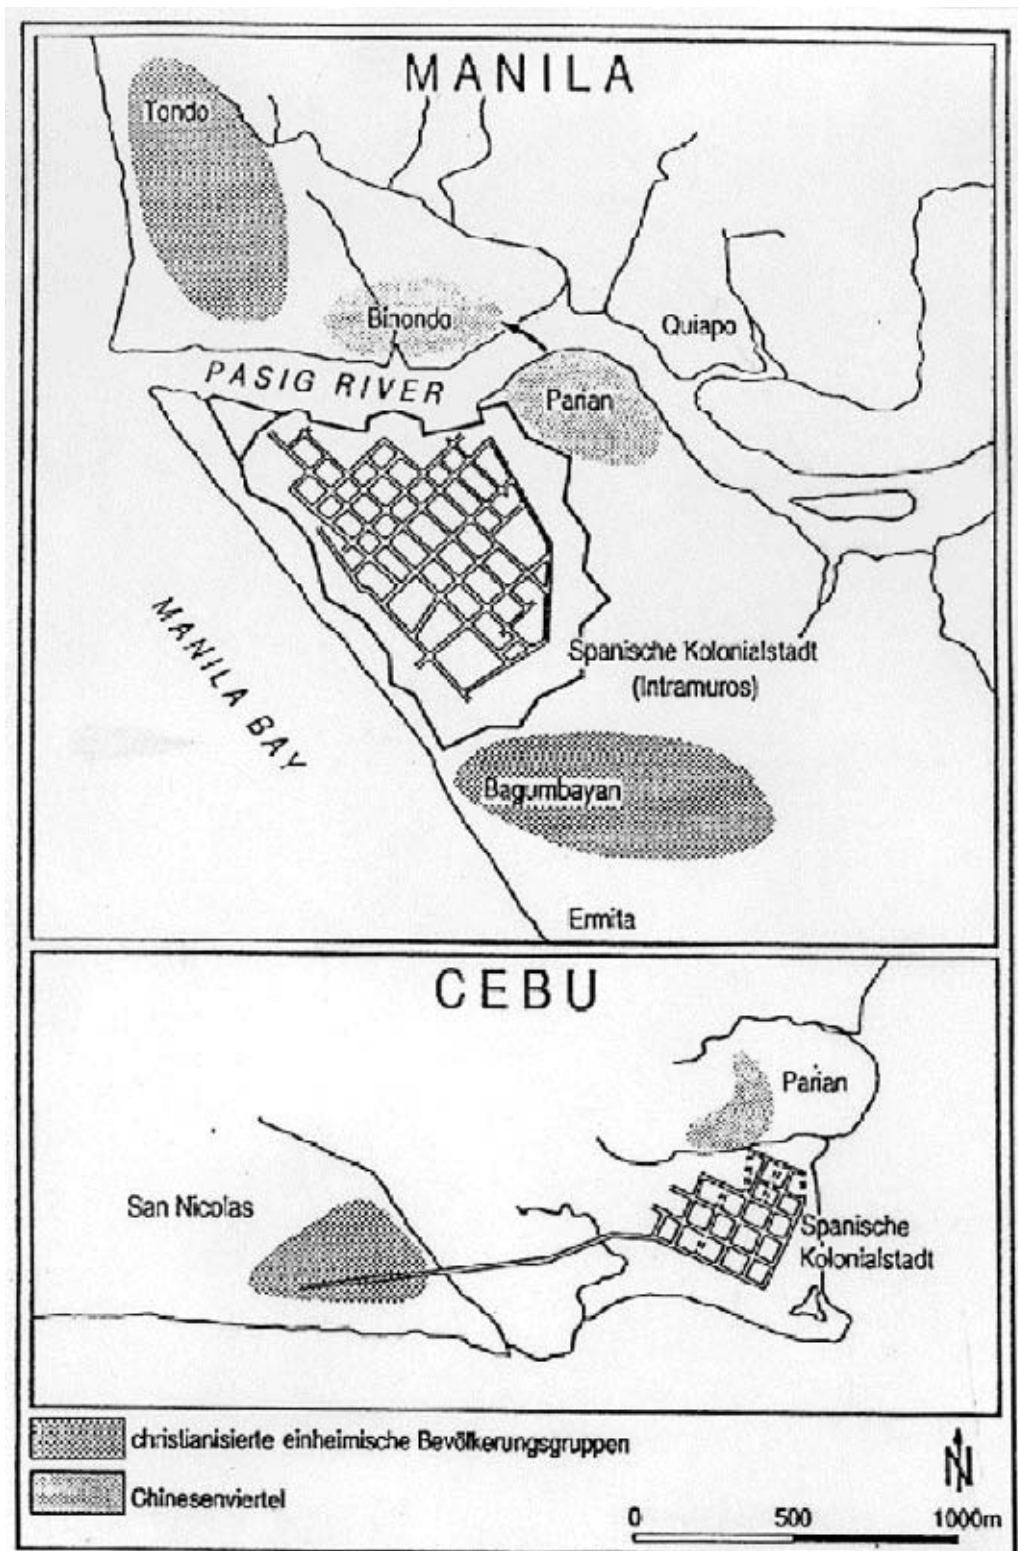 MANILA
Tondo
Binondo
Quiapo
PASIG RIVER
Parian
MANILA BAY
Spanische Kolonialstadt
(Intramuros)
Bagumbayan
Ermita
CEBU
Parian
San Nicolas
Spanische
Kolonialstadt
christianisierte einheimische Bevölkerungsgruppen
Chinesenviertel
N
0 500 1000m